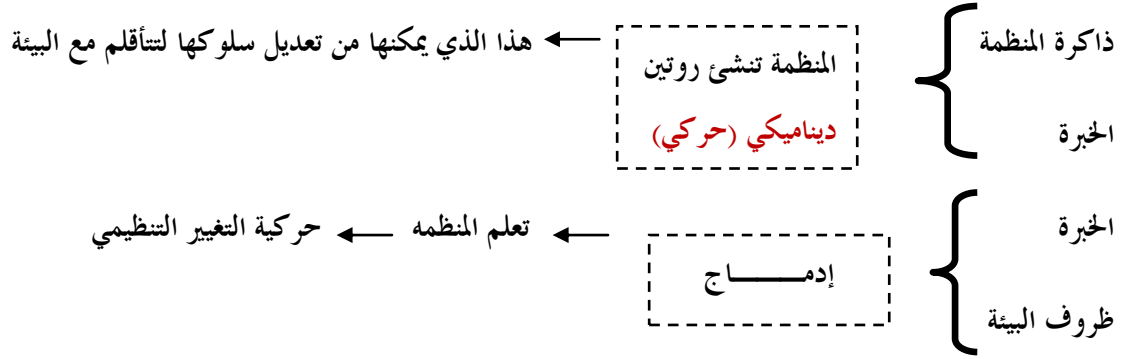 ذاكرة المنظمة
الخبرة
المنظمة تنشئ روتين
ديناميكي (حركي)
هذا الذي يمكنها من تعديل سلوكها لتتأقلم مع البيئة
الخبرة
ظروف البيئة
إدمــــــــاج
تعلم المنظمه
حركية التغيير التنظيمي